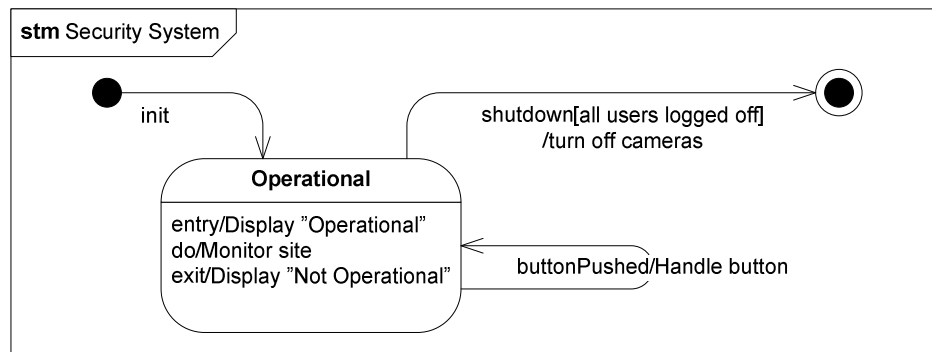 stm Security System
init
shutdown[all users logged off]
/turn off cameras
Operational
entry/Display ”Operational”
do/Monitor site
exit/Display ”Not Operational”
buttonPushed/Handle button